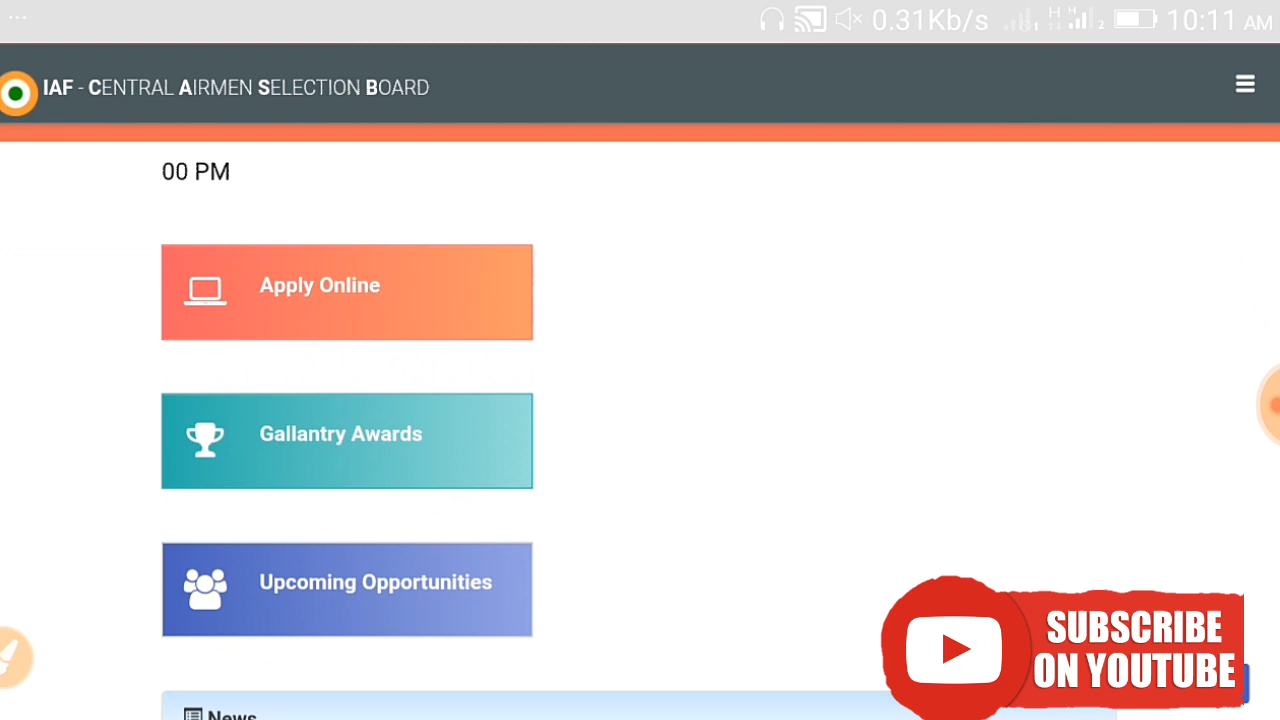 0.31Kb/s 10:11 AM
IAF - CENTRAL AIRMEN SELECTION BOARD
00 PM
Apply Online
Gallantry Awards
Upcoming Opportunities
News
SUBSCRIBE
ON YOUTUBE